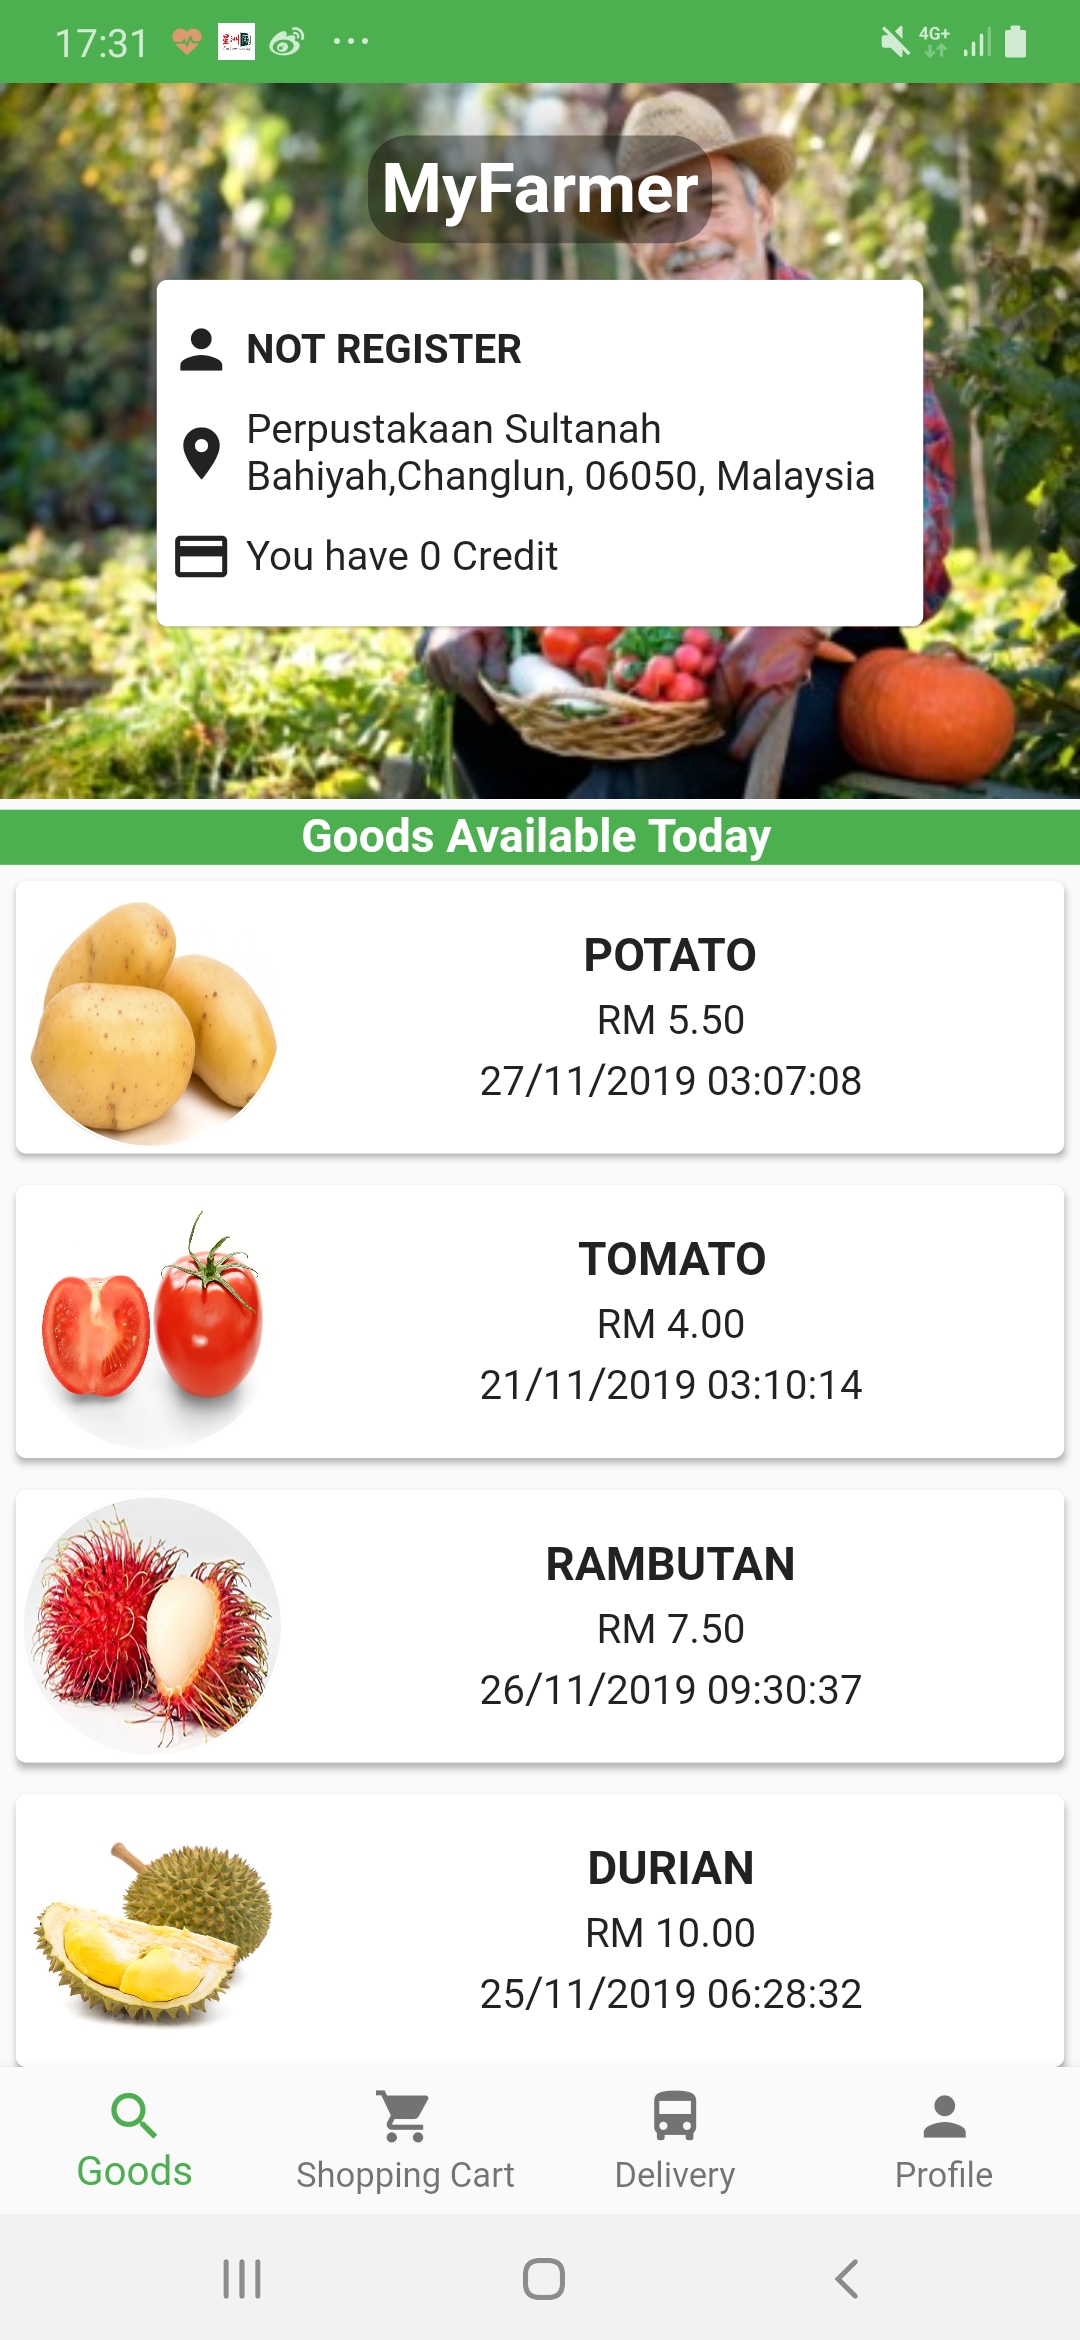 17:31
4G+
MyFarmer
NOT REGISTER
Perpustakaan Sultanah
Bahiyah,Changlun, 06050, Malaysia
You have 0 Credit
Goods Available Today
POTATO
RM 5.50
27/11/2019 03:07:08
TOMATO
RM 4.00
21/11/2019 03:10:14
RAMBUTAN
RM 7.50
26/11/2019 09:30:37
DURIAN
RM 10.00
25/11/2019 06:28:32
Goods
Shopping Cart
Delivery
Profile